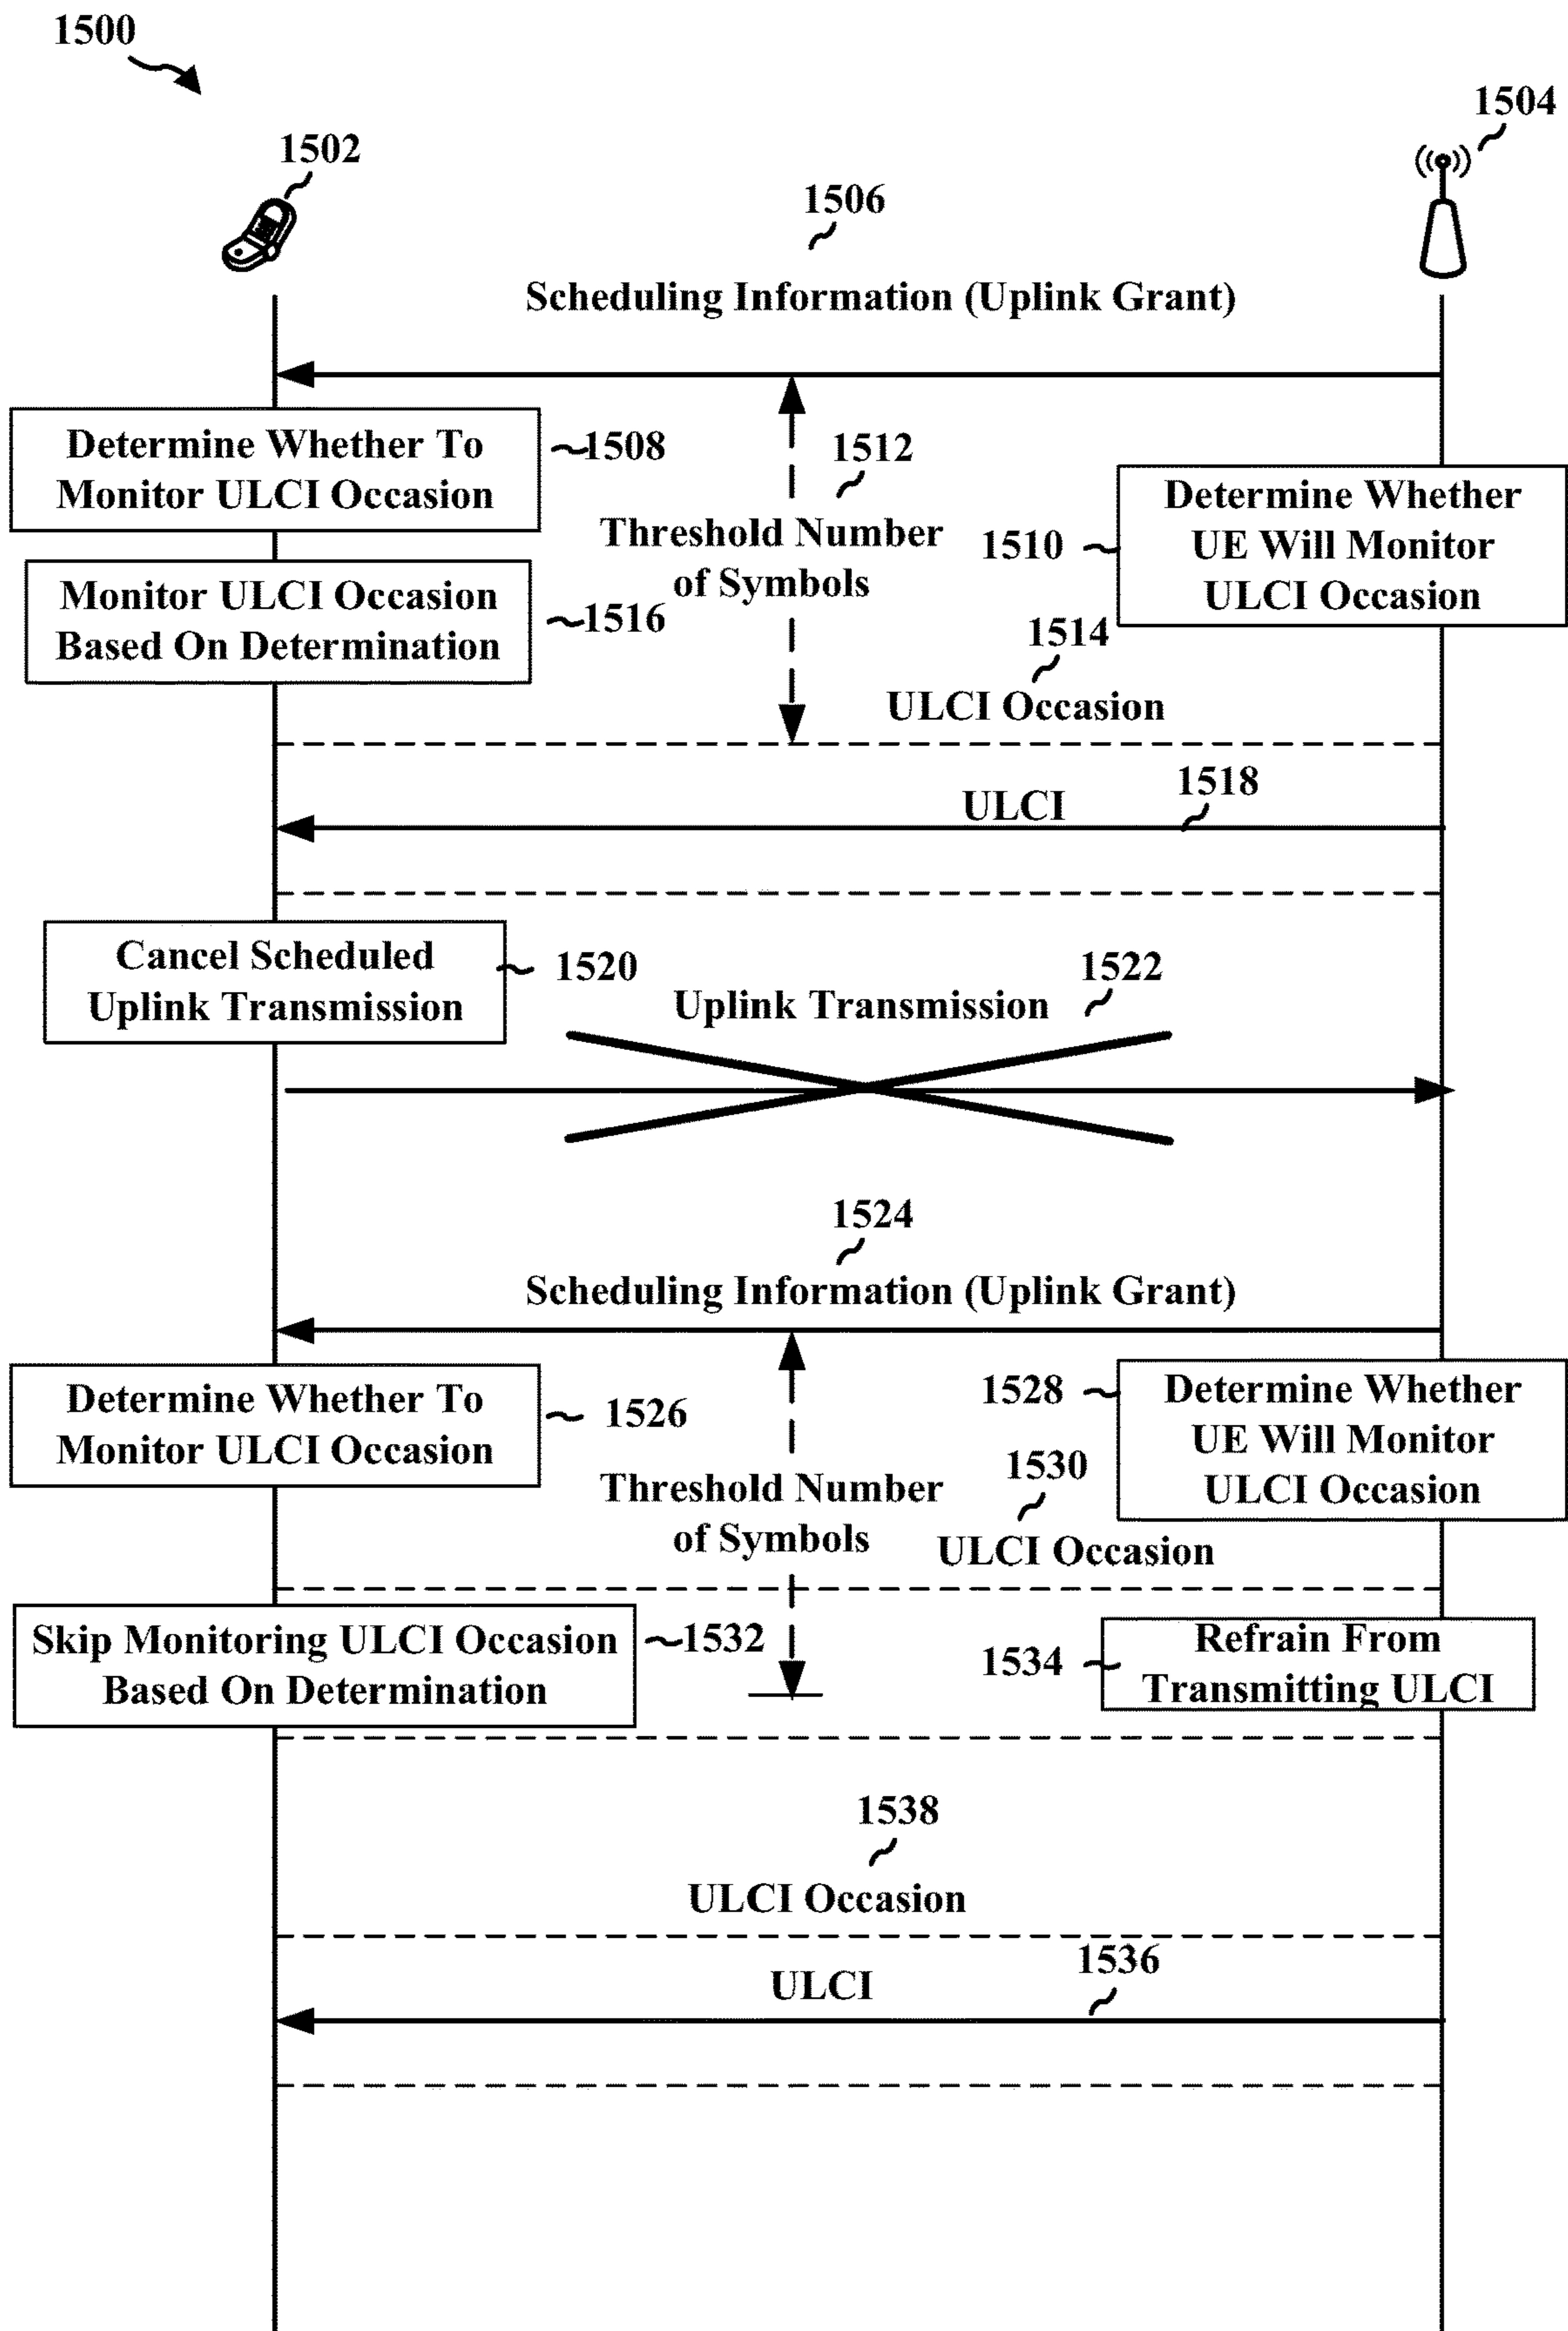 1500
1504
1502
1506
Scheduling Information (Uplink Grant)
Determine Whether To
Monitor ULCI Occasion
1508
1512
Threshold Number
of Symbols
1510
Determine Whether
UE Will Monitor
ULCI Occasion
Monitor ULCI Occasion
Based On Determination
1516
1514
ULCI Occasion
1518
ULCI
Cancel Scheduled
Uplink Transmission
1520
1522
Uplink Transmission
1524
Scheduling Information (Uplink Grant)
Determine Whether To
Monitor ULCI Occasion
1526
1528
Determine Whether
UE Will Monitor
ULCI Occasion
Threshold Number
of Symbols
1530
ULCI Occasion
Skip Monitoring ULCI Occasion
Based On Determination
1532
1534
Refrain From
Transmitting ULCI
1538
ULCI Occasion
1536
ULCI